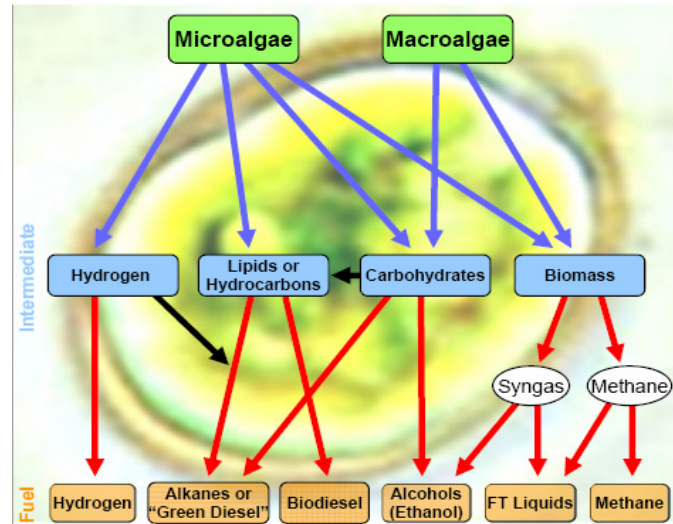 Microalgae
Macroalgae
Intermediate
Hydrogen
Lipids or
Hydrocarbons
Carbohydrates
Biomass
Syngas
Methane
Fuel
Hydrogen
Alkanes or
“Green Diesel”
Biodiesel
Alcohols
(Ethanol)
FT Liquids
Methane